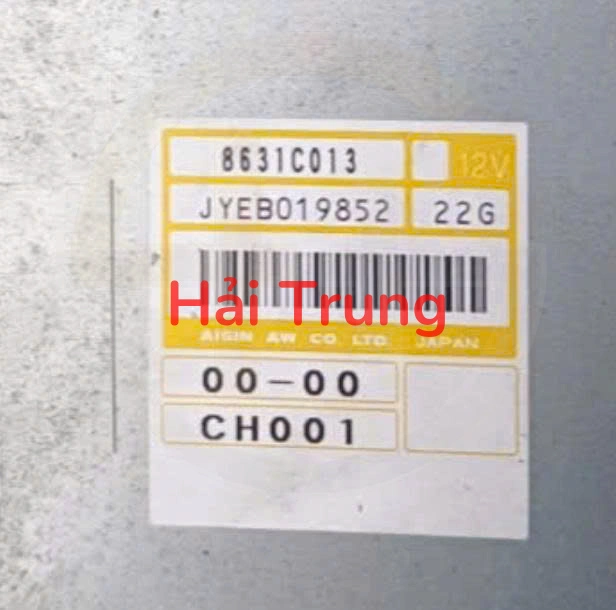 8631C013
12V
JYEB019852 22G
Hải Trung
AISIN AW CO. LTD JAPAN
00-00
CH001